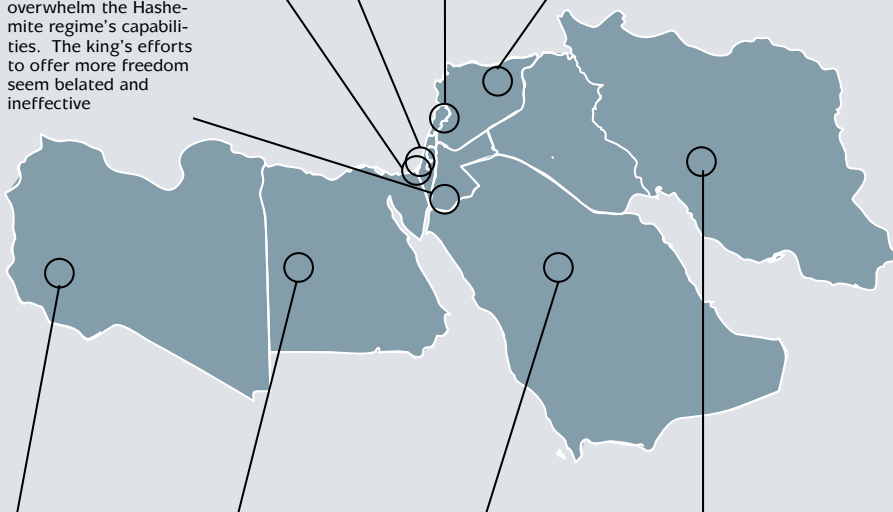 overwhelm the Hashe-
mite regime's capabili-
ties.  The king's efforts
to offer more freedom
seem belated and
ineffective